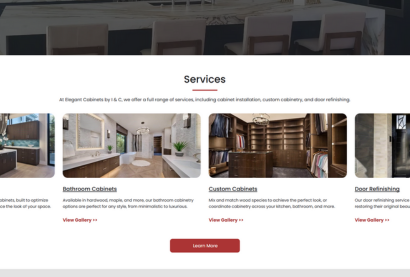 Services
At Elegant Cabinets by I & C, we offer a full range of services, including cabinet installation, custom cabinetry, and door refinishing.
Bathroom Cabinets
Custom Cabinets
Door Refinishing
cabinets, built to optimize
Available in hardwood, maple, and more, our bathroom cabinetry
Mix and match wood species to achieve the perfect look, or
Our door refinishing service
the look of your space.
options are perfect for any style, from minimalistic to luxurious.
coordinate cabinetry across your kitchen, bathroom, and more.
restoring their original
View Gallery >>
View Gallery >>
View Gallery >>
Learn More